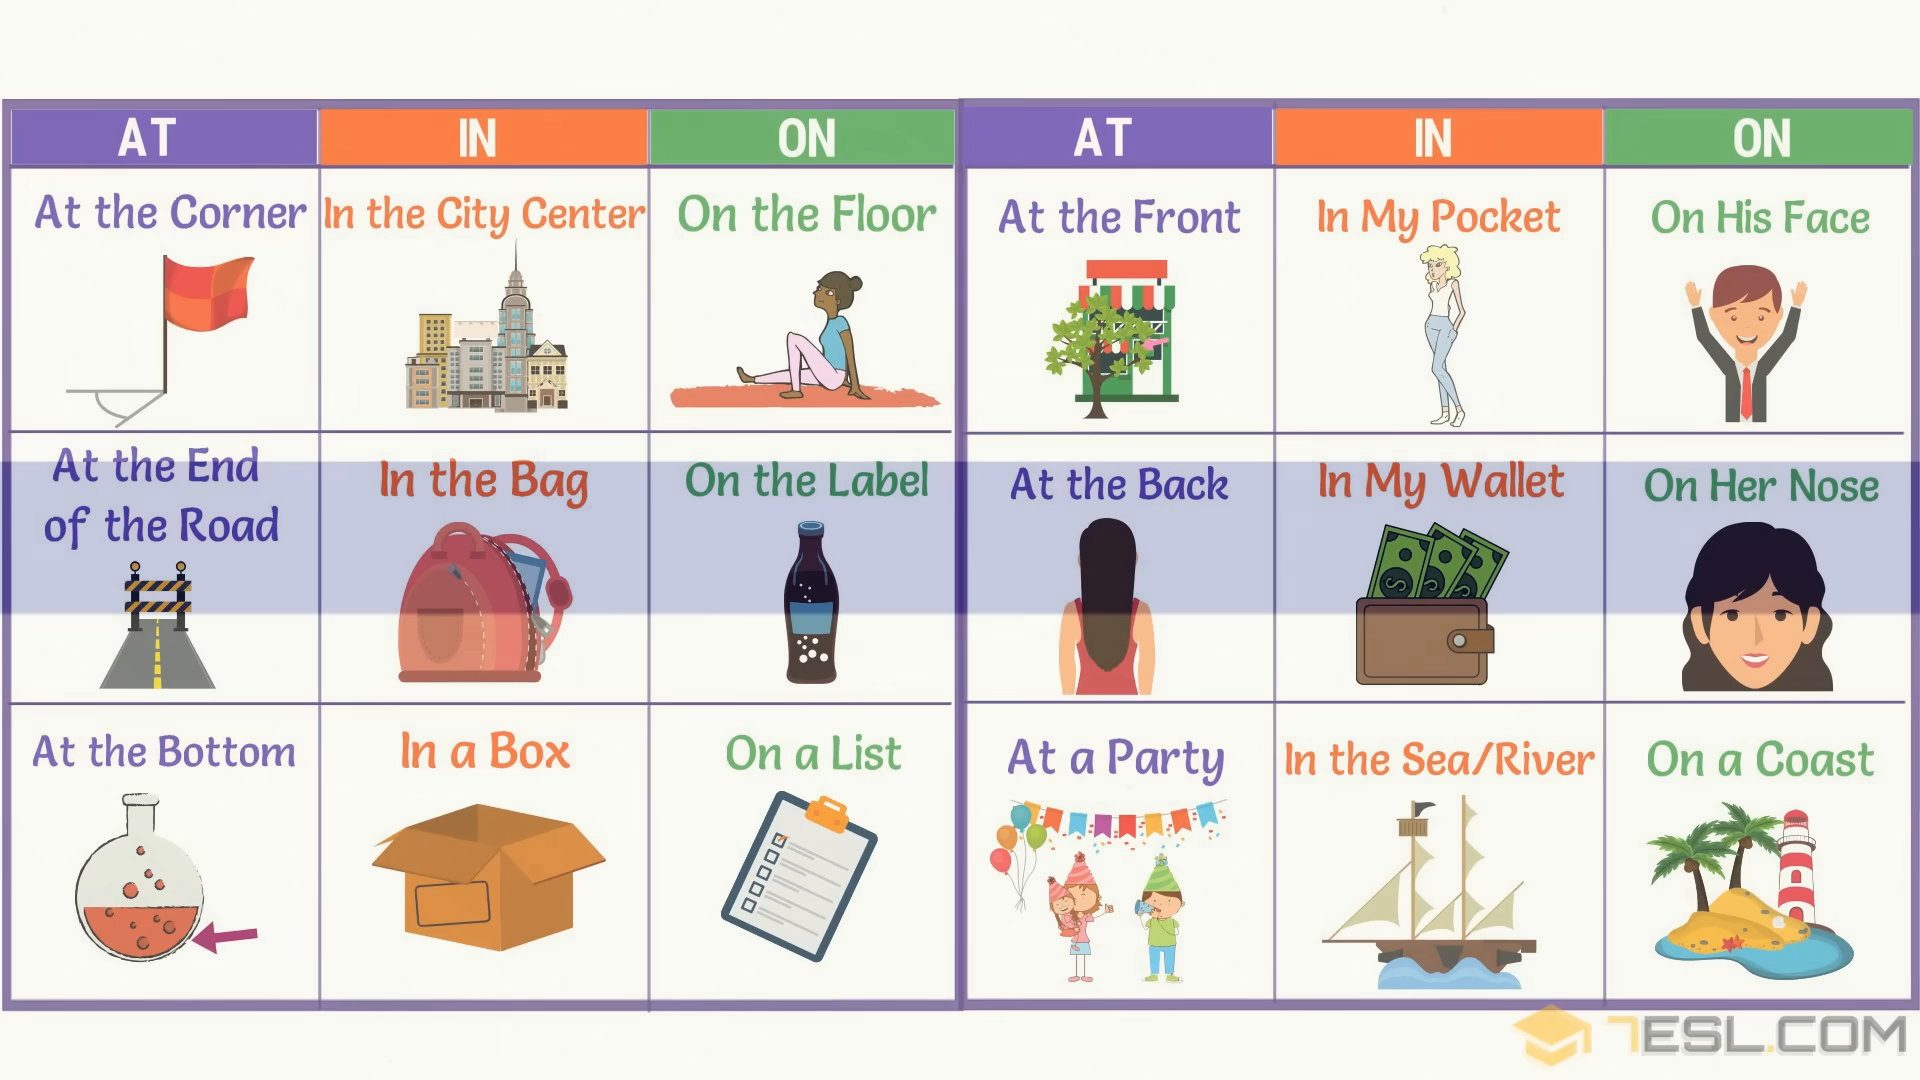 AT IN ON AT IN ON
At the Corner In the City Center On the Floor At the Front In My Pocket On His Face
At the End
of the Road In the Bag On the Label At the Back In My Wallet On Her Nose
At the Bottom In a Box On a List At a Party In the Sea/River On a Coast
7ESL.COM